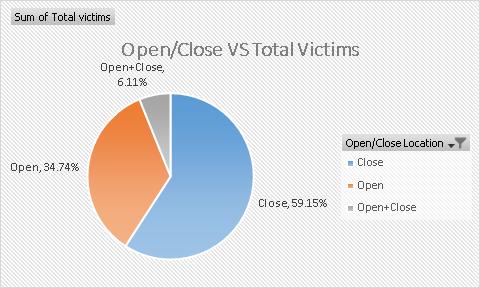 Sum of Total victims
Open/Close VS Total Victims
Open+Close,
6.11%
Open, 34.74%
Close, 59.15%
Open/Close Location
Close
Open
Open+Close